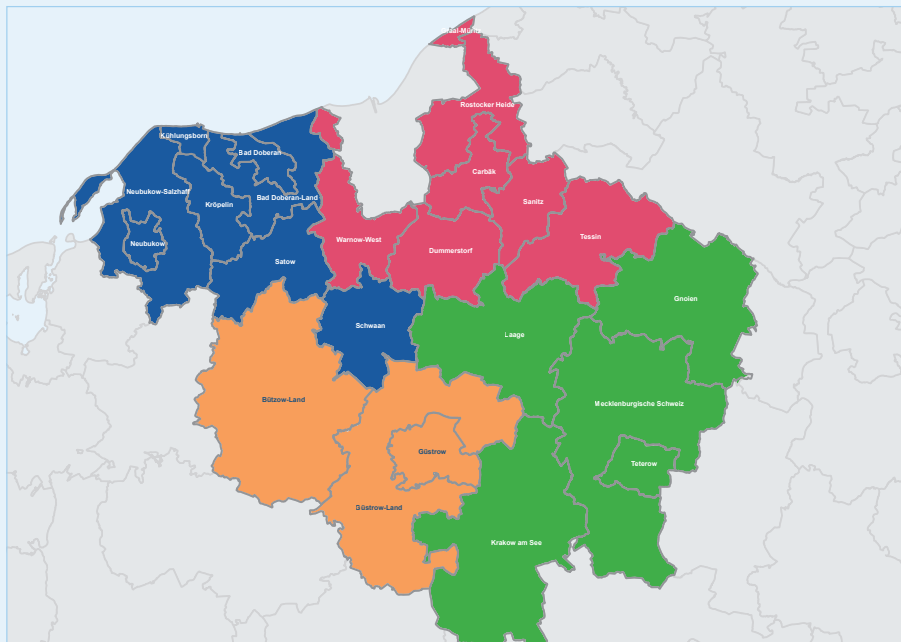 Rostocker Heide
Kühlungsborn
Bad Doberan
Carbäk
Neubukow-Salzhaff
Bad Doberan-Land
Kröpelin
Sanitz
Warnow-West
Tessin
Neubukow
Dummerstorf
Satow
Gnoien
Schwaan
Laage
Bützow-Land
Mecklenburgische Schweiz
Güstrow
Teterow
Güstrow-Land
Krakow am See